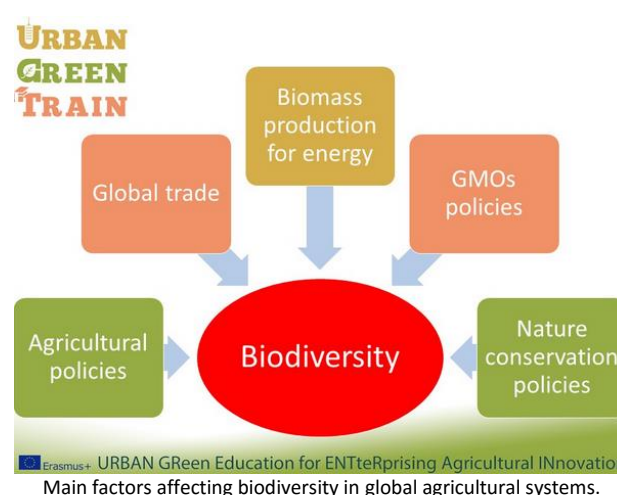 URBAN
GREEN
TRAIN
Biomass
production
for energy
Global trade
GMOs
policies
Agricultural
policies
Biodiversity
Nature
conservation
policies
Erasmus+ URBAN GReen Education for ENTteRprising Agricultural INnovatio
Main factors affecting biodiversity in global agricultural systems.